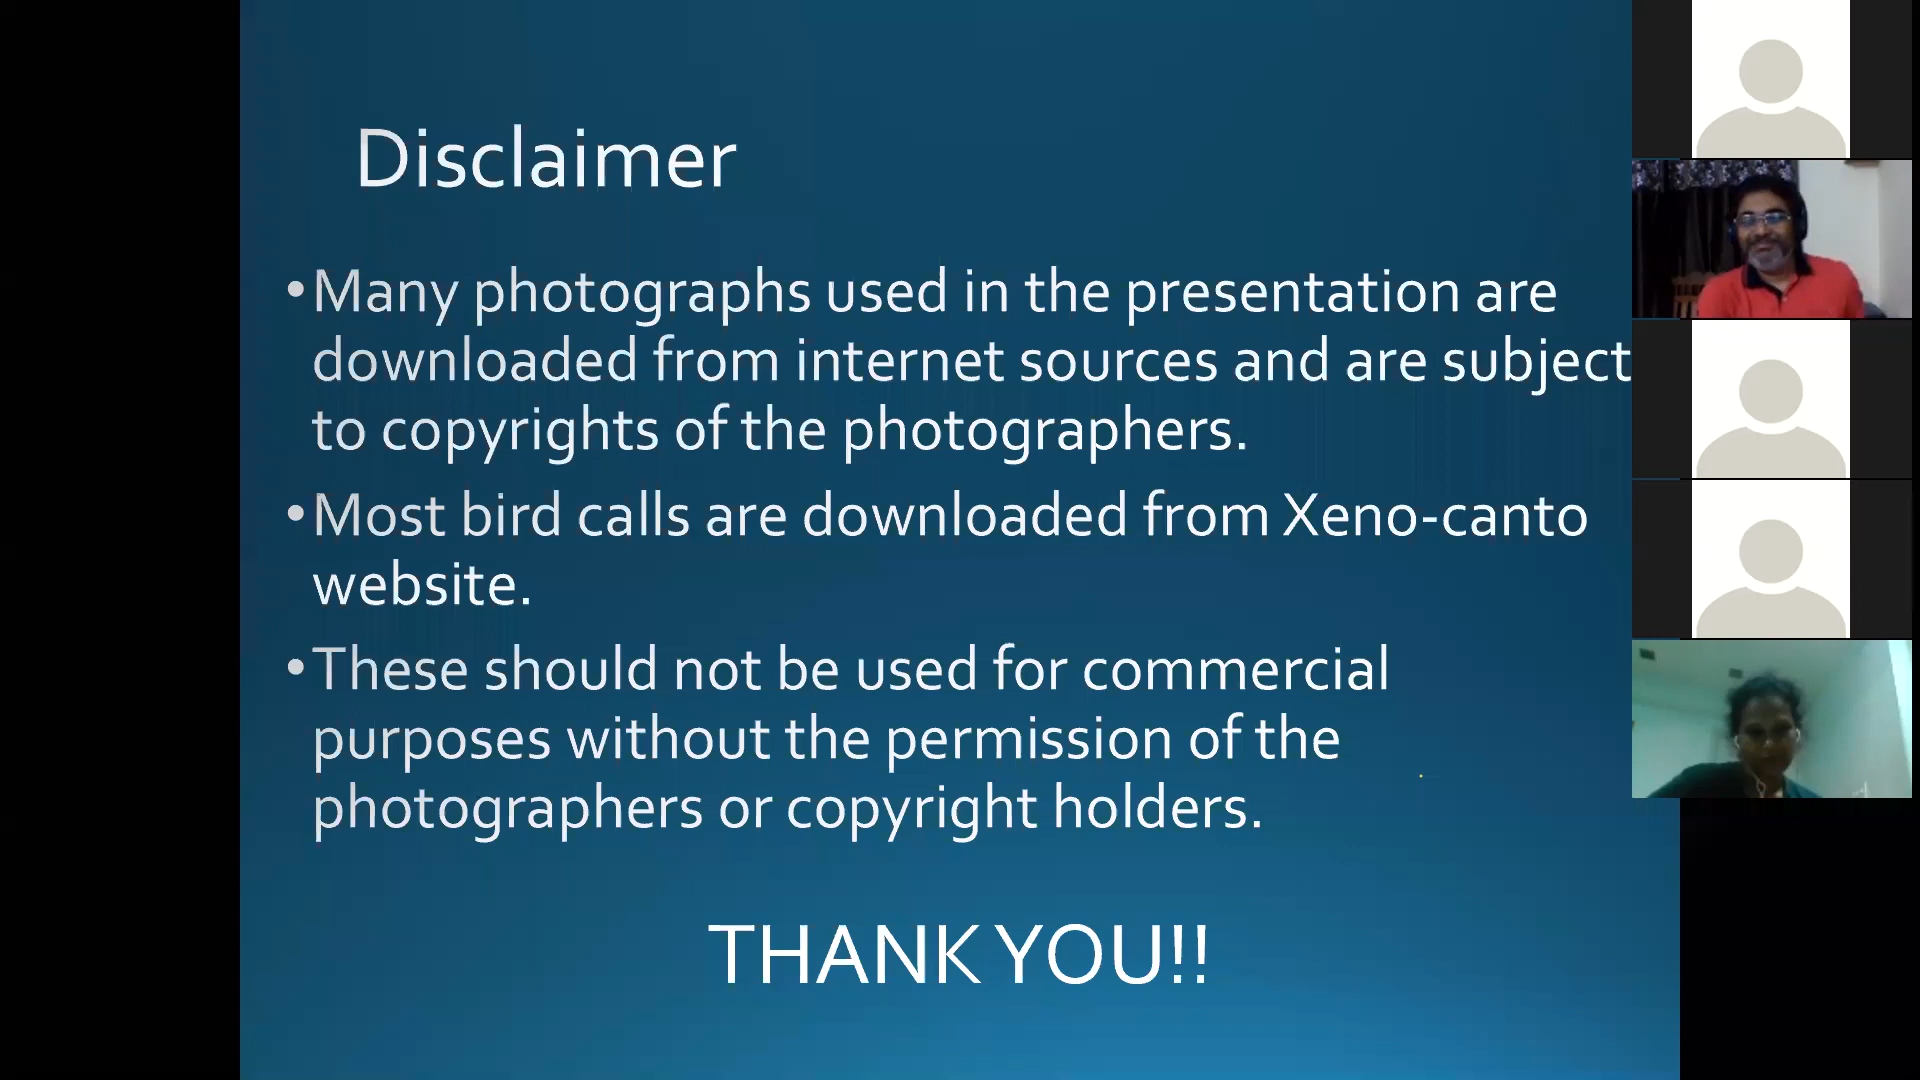 Disclaimer
•Many photographs used in the presentation are
downloaded from internet sources and are subject
to copyrights of the photographers.
•Most bird calls are downloaded from Xeno-canto
website.
•These should not be used for commercial
purposes without the permission of the
photographers or copyright holders.
THANK YOU!!